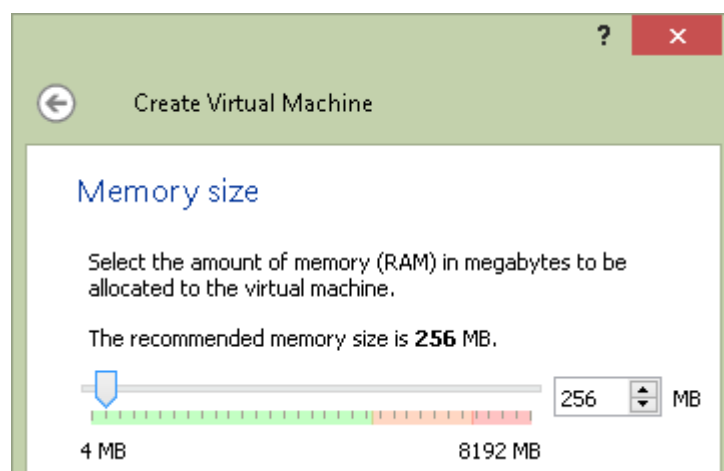 ?
Create Virtual Machine
Memory size
Select the amount of memory (RAM) in megabytes to be
allocated to the virtual machine.
The recommended memory size is 256 MB.
256 MB
4 MB 8192 MB